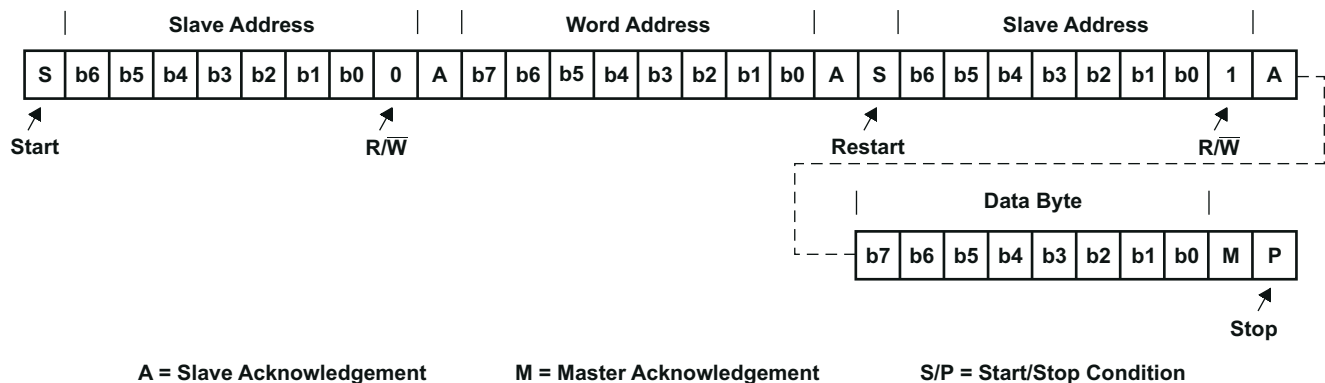 Slave Address Word Address Slave Address
S b6 b5 b4 b3 b2 b1 b0 0 A b7 b6 b5 b4 b3 b2 b1 b0 A S b6 b5 b4 b3 b2 b1 b0 1 A
Start R/W̅ Restart R/W̅
Data Byte
b7 b6 b5 b4 b3 b2 b1 b0 M P
Stop
A = Slave Acknowledgement M = Master Acknowledgement S/P = Start/Stop Condition